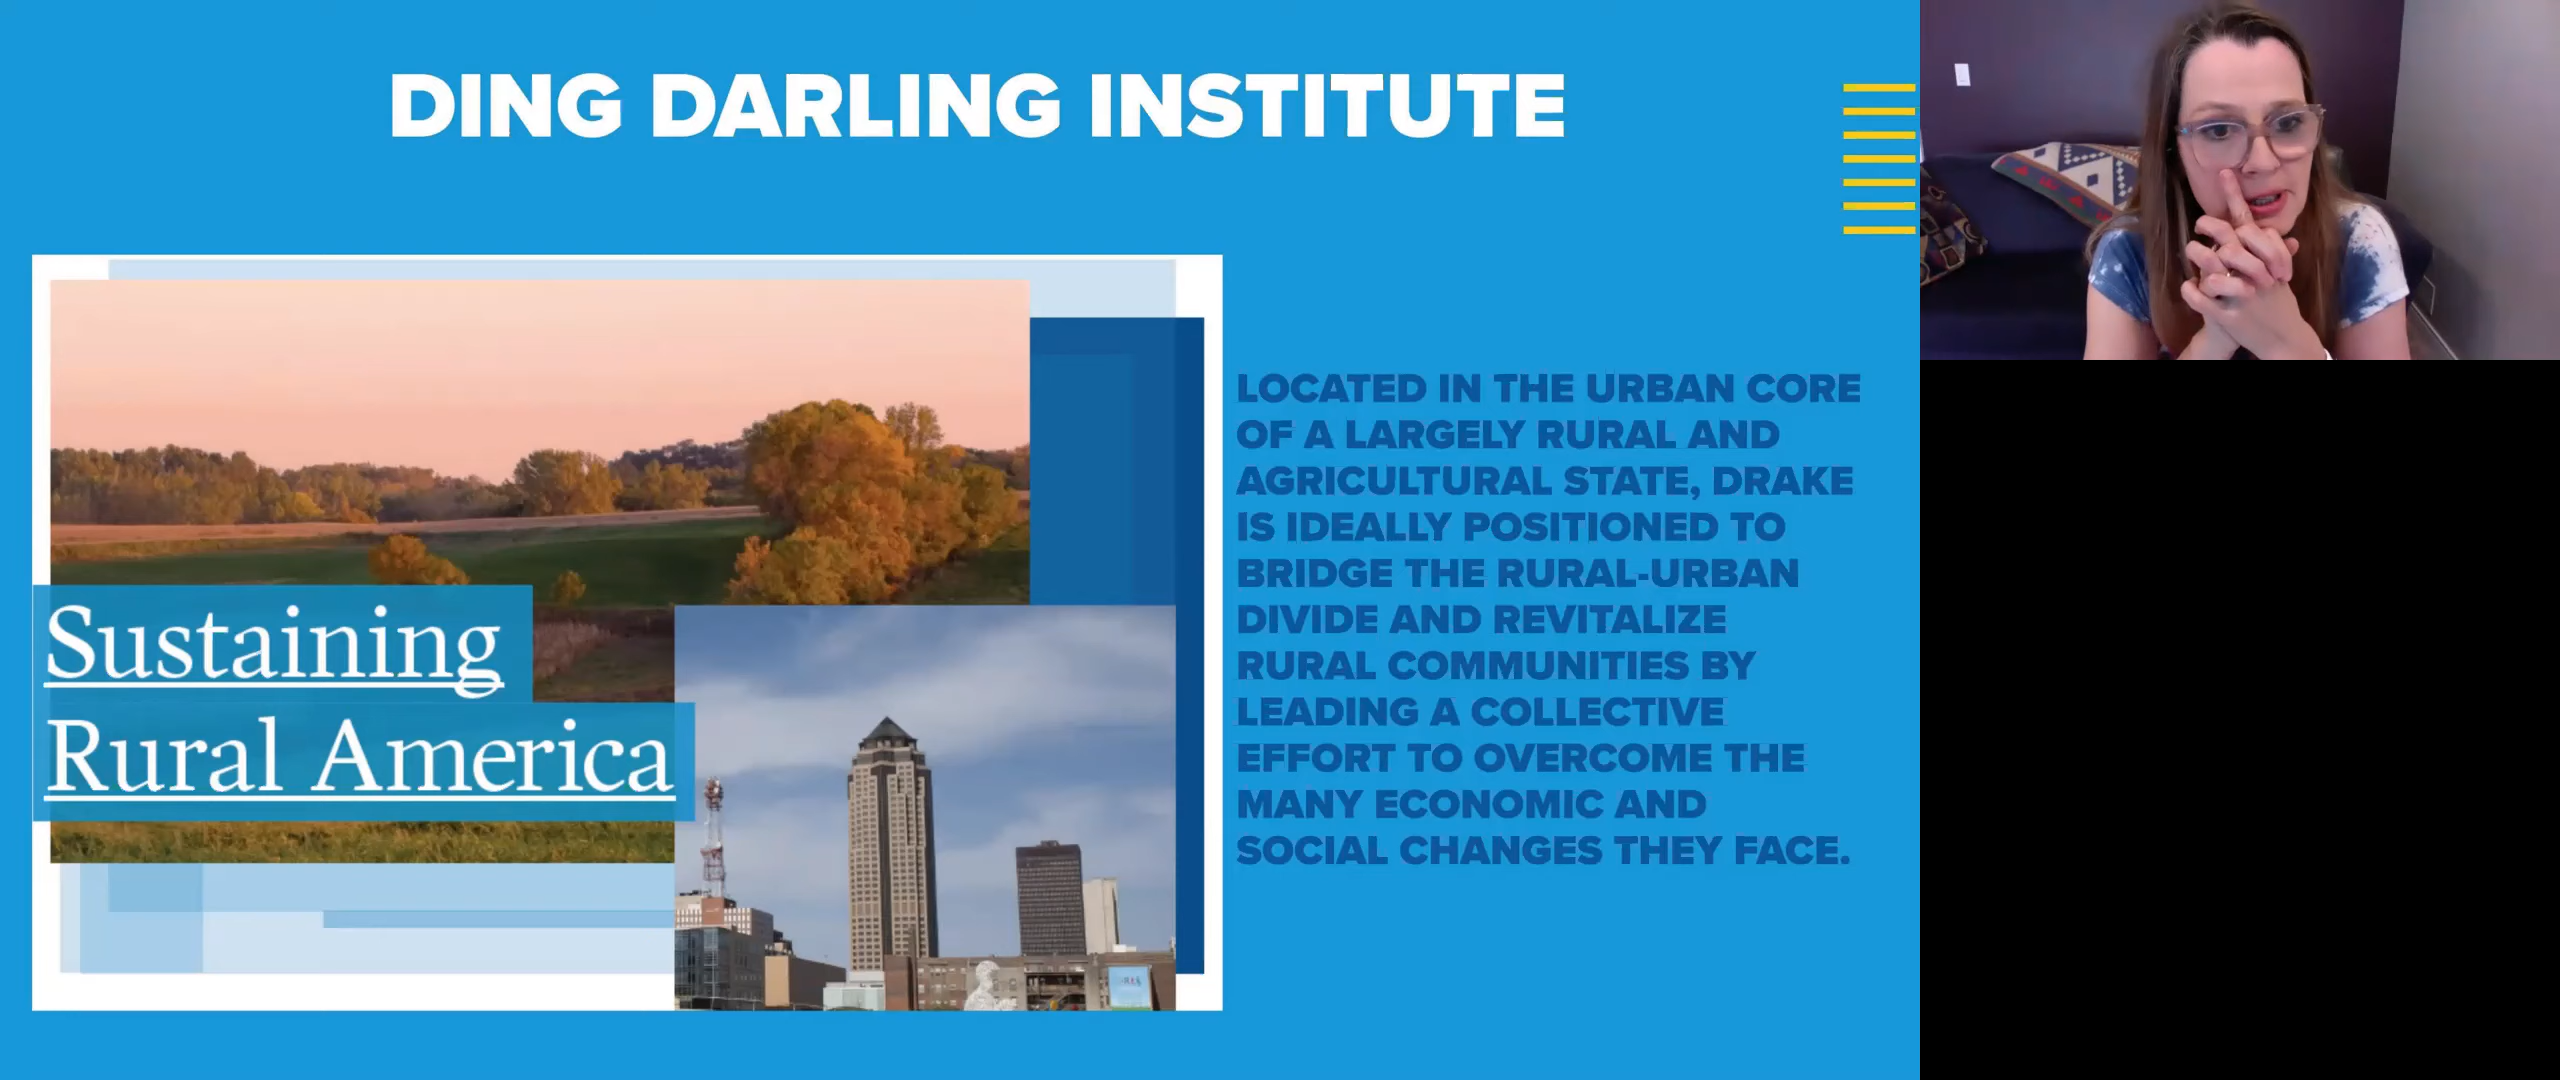 DING DARLING INSTITUTE
Sustaining
Rural America
LOCATED IN THE URBAN CORE
OF A LARGELY RURAL AND
AGRICULTURAL STATE, DRAKE
IS IDEALLY POSITIONED TO
BRIDGE THE RURAL-URBAN
DIVIDE AND REVITALIZE
RURAL COMMUNITIES BY
LEADING A COLLECTIVE
EFFORT TO OVERCOME THE
MANY ECONOMIC AND
SOCIAL CHANGES THEY FACE.